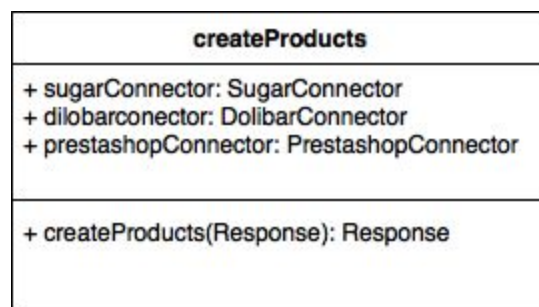 createProducts
+ sugarConnector: SugarConnector
+ dilobarconector: DolibarConnector
+ prestashopConnector: PrestashopConnector
+ createProducts(Response): Response